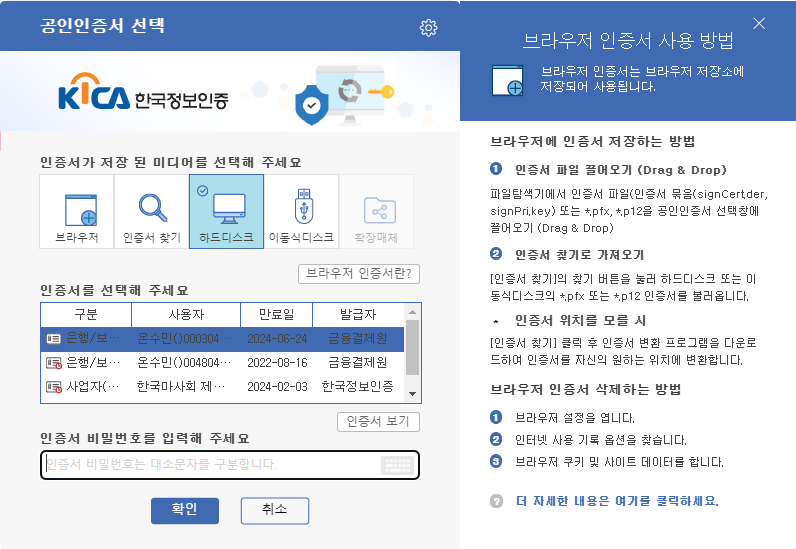 공인인증서 선택
KICA 한국정보인증
인증서가 저장 된 미디어를 선택해 주세요
브라우저 인증서 찾기 하드디스크 이동식디스크 확장매체
브라우저 인증서란?
인증서를 선택해 주세요
구분 사용자 만료일 발급자
은행/보… 온수민()000304… 2024-06-24 금융결제원
은행/보… 온수민()004804… 2022-08-16 금융결제원
사업자(… 한국마사회 제… 2024-02-03 한국정보인증
인증서 보기
인증서 비밀번호를 입력해 주세요
인증서 비밀번호는 대소문자를 구분합니다.
확인 취소
브라우저 인증서 사용 방법
브라우저 인증서는 브라우저 저장소에
저장되어 사용됩니다.
브라우저에 인증서 저장하는 방법
1 인증서 파일 끌어오기 (Drag & Drop)
파일탐색기에서 인증서 파일(인증서 묶음(signCert.der,
signPri.key) 또는 *.pfx, *.p12을 공인인증서 선택창에
끌어오기 (Drag & Drop)
2 인증서 찾기로 가져오기
[인증서 찾기]의 찾기 버튼을 눌러 하드디스크 또는 이
동식디스크의 *.pfx 또는 *.p12 인증서를 불러옵니다.
· 인증서 위치를 모를 시
[인증서 찾기] 클릭 후 인증서 변환 프로그램을 다운로
드하여 인증서를 자신의 원하는 위치에 변환합니다.
브라우저 인증서 삭제하는 방법
1 브라우저 설정을 엽니다.
2 인터넷 사용 기록 옵션을 찾습니다.
3 브라우저 쿠키 및 사이트 데이터를 합니다.
? 더 자세한 내용은 여기를 클릭하세요.